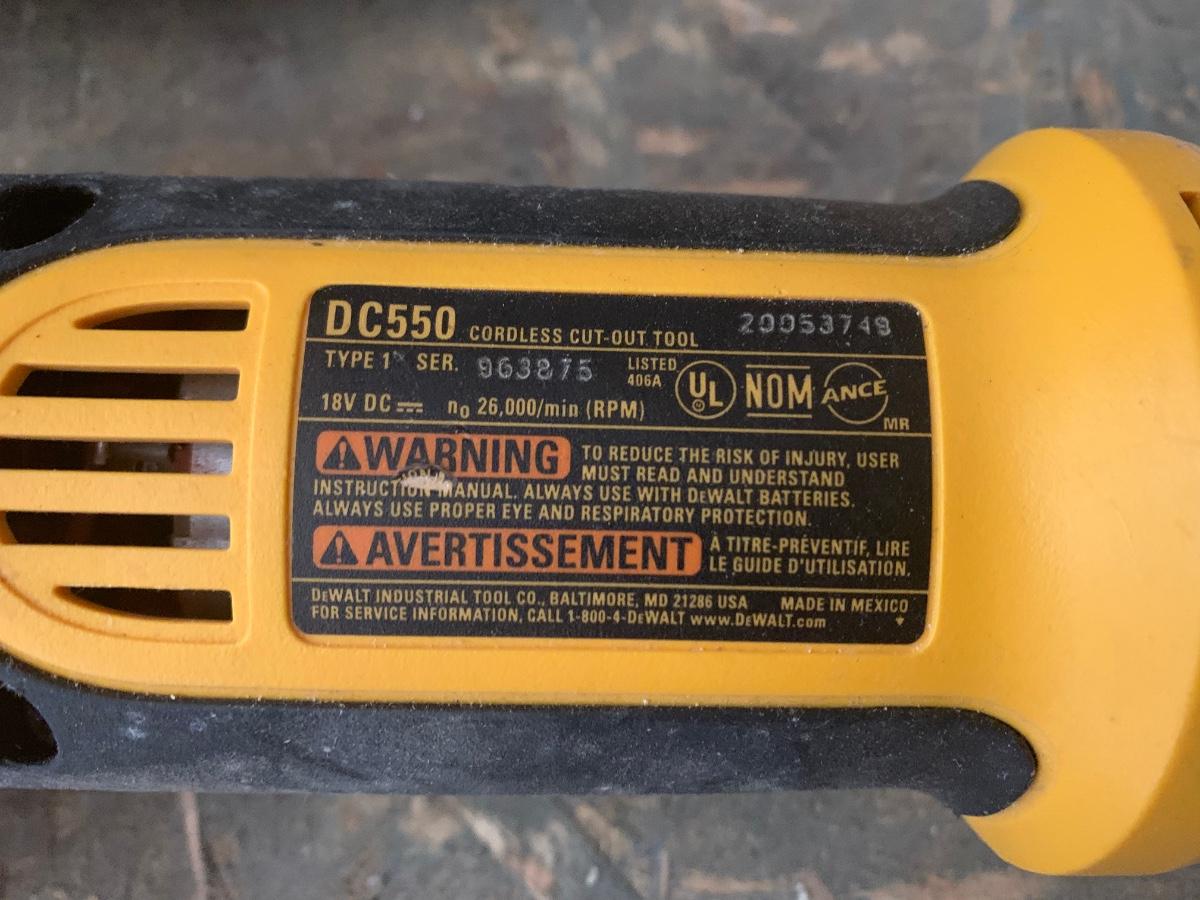 DC550 CORDLESS CUT-OUT TOOL 20053749
TYPE 1 SER. 963875 LISTED 406A UL NOM ANCE MR
18V DC n0 26,000/min (RPM)
WARNING TO REDUCE THE RISK OF INJURY, USER
MUST READ AND UNDERSTAND
INSTRUCTION MANUAL. ALWAYS USE WITH DEWALT BATTERIES.
ALWAYS USE PROPER EYE AND RESPIRATORY PROTECTION.
AVERTISSEMENT À TITRE-PRÉVENTIF, LIRE
LE GUIDE D'UTILISATION.
DEWALT INDUSTRIAL TOOL CO., BALTIMORE, MD 21286 USA MADE IN MEXICO
FOR SERVICE INFORMATION, CALL 1-800-4-DEWALT www.DEWALT.com